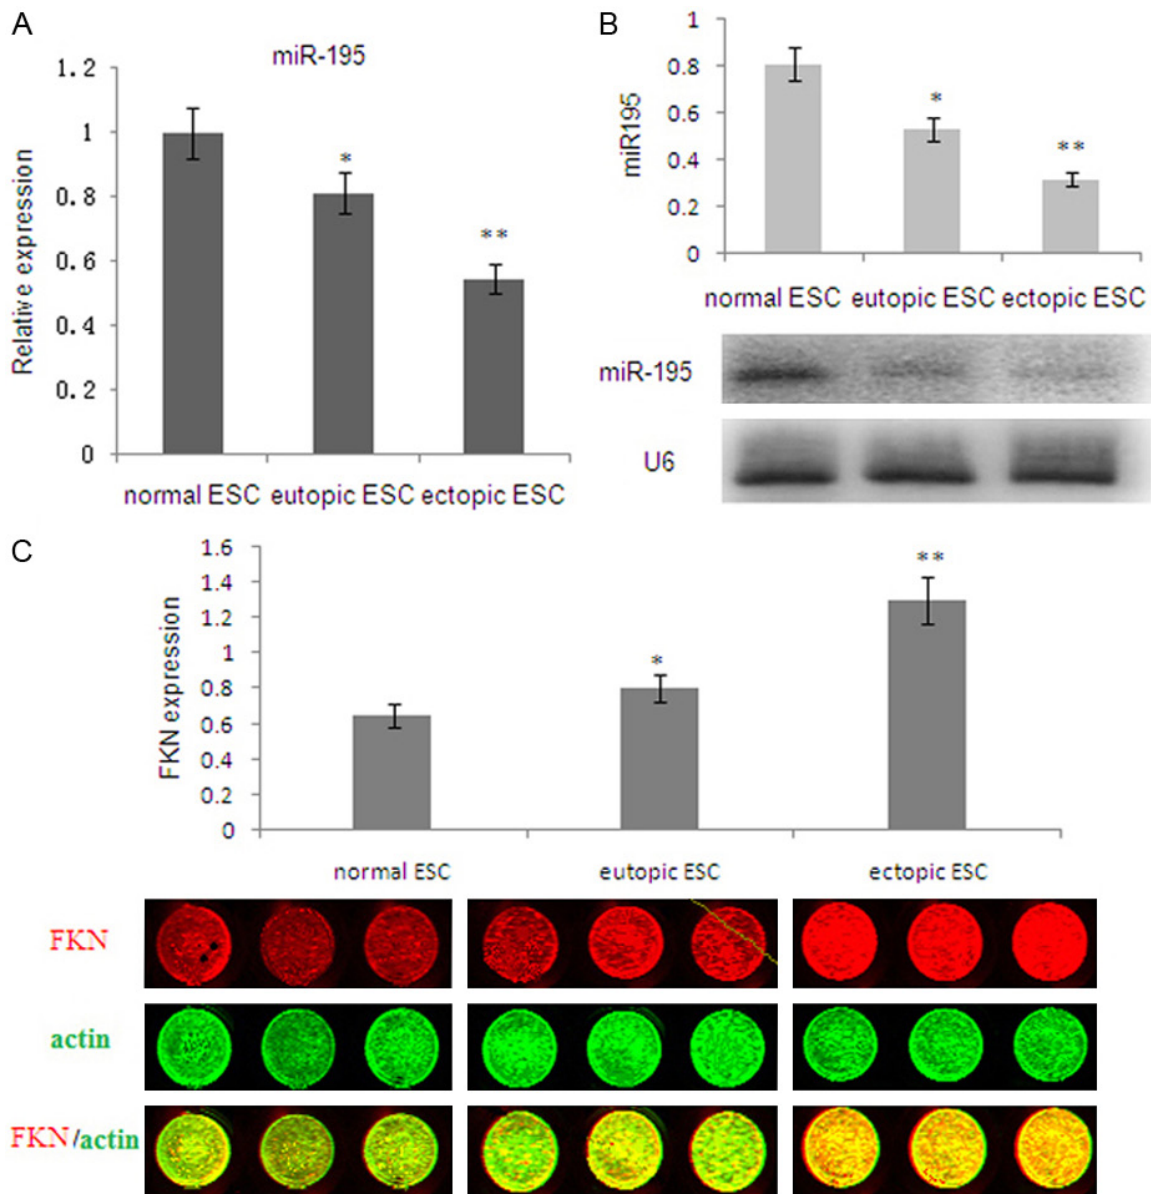 A
miR-195
Relative expression
1.2
1
0.8
0.6
0.4
0.2
0
*
**
normal ESC eutopic ESC ectopic ESC
B
miR195
1
0.8
0.6
0.4
0.2
0
*
**
normal ESC eutopic ESC ectopic ESC
miR-195
U6
C
FKN expression
1.6
1.4
1.2
1
0.8
0.6
0.4
0.2
0
*
**
normal ESC eutopic ESC ectopic ESC
FKN
actin
FKN/actin